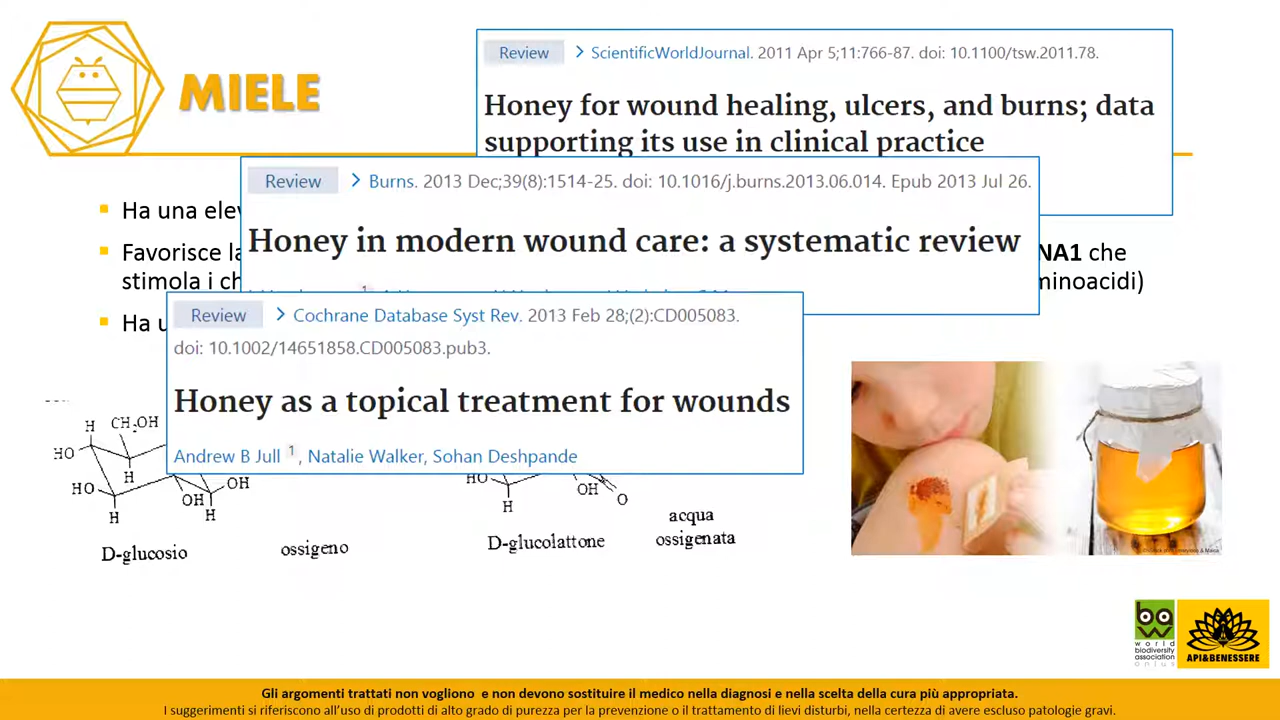 MIELE
Review > ScientificWorldJournal. 2011 Apr 5;11:766-87. doi: 10.1100/tsw.2011.78.
Honey for wound healing, ulcers, and burns; data
supporting its use in clinical practice
Review > Burns. 2013 Dec;39(8):1514-25. doi: 10.1016/j.burns.2013.06.014. Epub 2013 Jul 26.
Honey in modern wound care: a systematic review
Review > Cochrane Database Syst Rev. 2013 Feb 28;(2):CD005083.
doi: 10.1002/14651858.CD005083.pub3.
Honey as a topical treatment for wounds
Andrew B Jull 1, Natalie Walker, Sohan Deshpande
Ha una
Favorisce NA1 che
stimola i minoacidi)
Ha
H CH2OH
HO
H
HO OH
OH
H H
HO
OH O
H
D-glucosio
ossigeno
D-glucolattone
acqua
ossigenata
baw
world
biodiversity
association
onlus
API&BENESSERE
Gli argomenti trattati non vogliono e non devono sostituire il medico nella diagnosi e nella scelta della cura più appropriata.
I suggerimenti si riferiscono all'uso di prodotti di alto grado di purezza per la prevenzione o il trattamento di lievi disturbi, nella certezza di avere escluso patologie gravi.